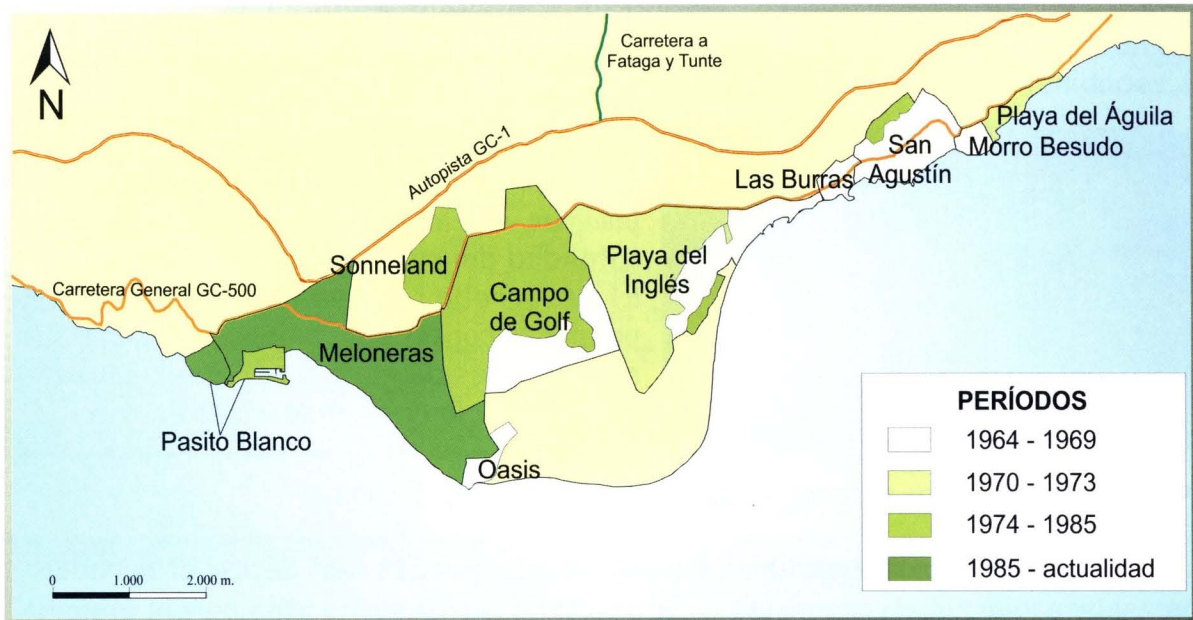 N
Carretera a
Fataga y Tunte
Autopista GC-1
Playa del Águila
San
Agustín
Morro Besudo
Las Burras
Playa del
Inglés
Sonneland
Campo
de Golf
Carretera General GC-500
Meloneras
Pasito Blanco
Oasis
PERÍODOS
1964 - 1969
1970 - 1973
1974 - 1985
1985 - actualidad
0 1.000 2.000 m.